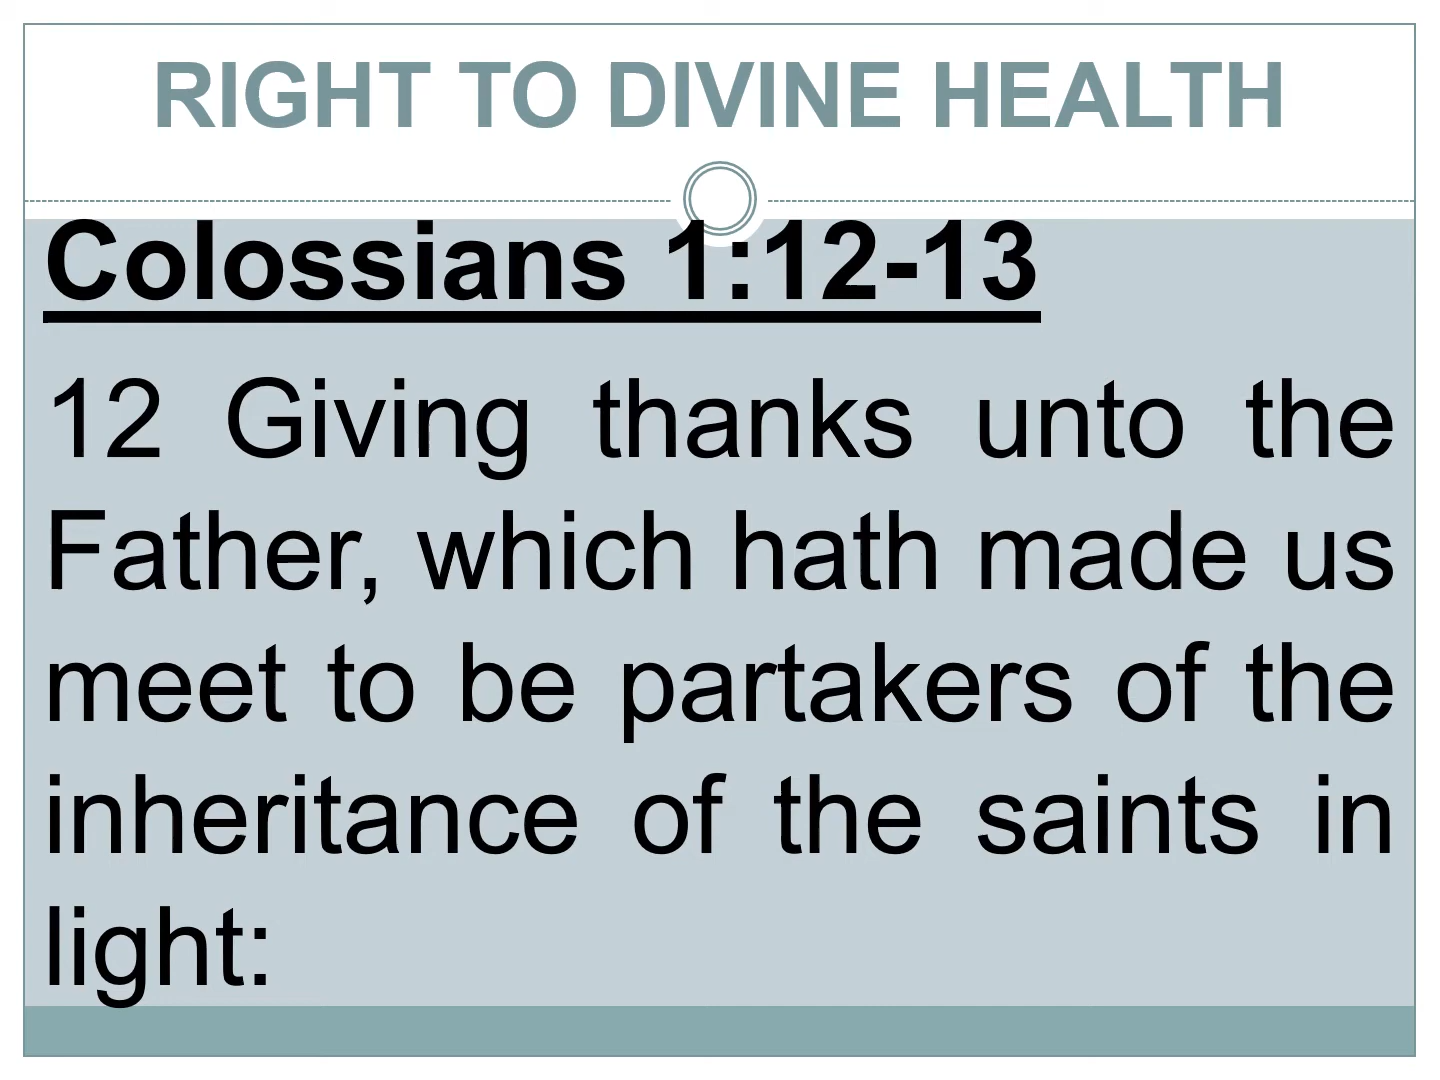 RIGHT TO DIVINE HEALTH
Colossians 1:12-13
12 Giving thanks unto the
Father, which hath made us
meet to be partakers of the
inheritance of the saints in
light: